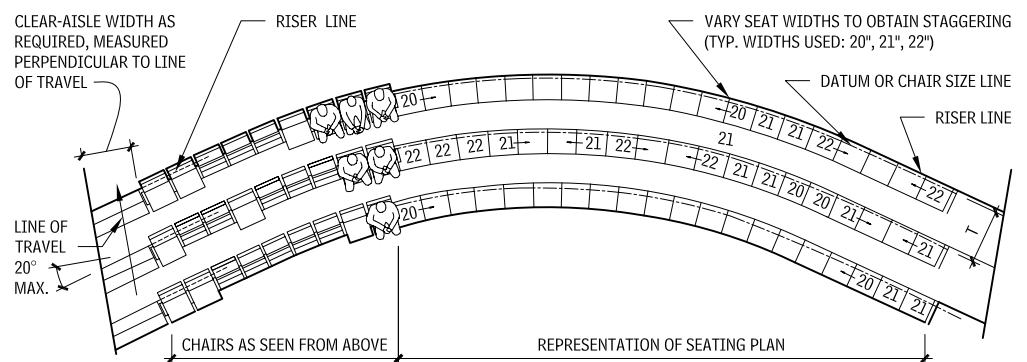 CLEAR-AISLE WIDTH AS
REQUIRED, MEASURED
PERPENDICULAR TO LINE
OF TRAVEL
RISER LINE
VARY SEAT WIDTHS TO OBTAIN STAGGERING
(TYP. WIDTHS USED: 20", 21", 22")
DATUM OR CHAIR SIZE LINE
RISER LINE
20
20 21 21 22
21
22
22 22 22 21
21 22
22 21 21 20 20 21
21
20
20 21 21
T
LINE OF
TRAVEL
20°
MAX.
CHAIRS AS SEEN FROM ABOVE
REPRESENTATION OF SEATING PLAN